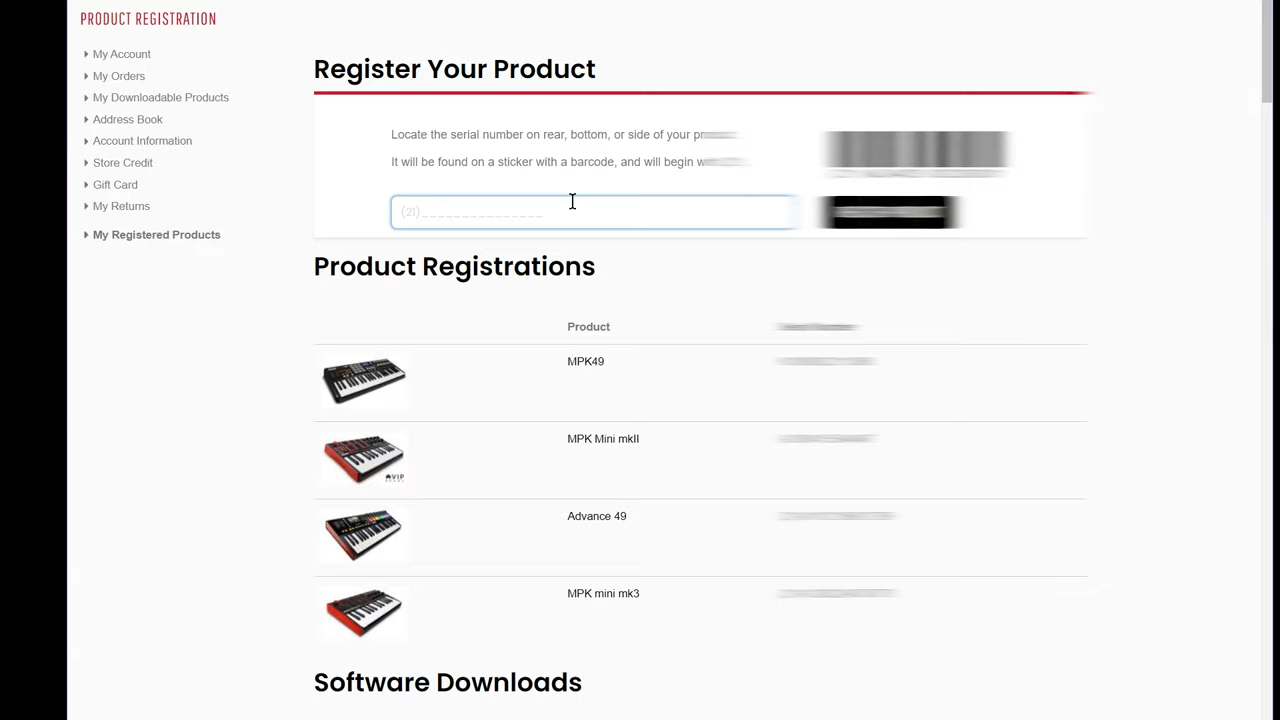 PRODUCT REGISTRATION
My Account
My Orders
My Downloadable Products
Address Book
Account Information
Store Credit
Gift Card
My Returns
My Registered Products
Register Your Product
Locate the serial number on rear, bottom, or side of your
It will be found on a sticker with a barcode, and will begin
(21)_______________
Product Registrations
Product
MPK49
MPK Mini mkII
VIP
Advance 49
MPK mini mk3
Software Downloads